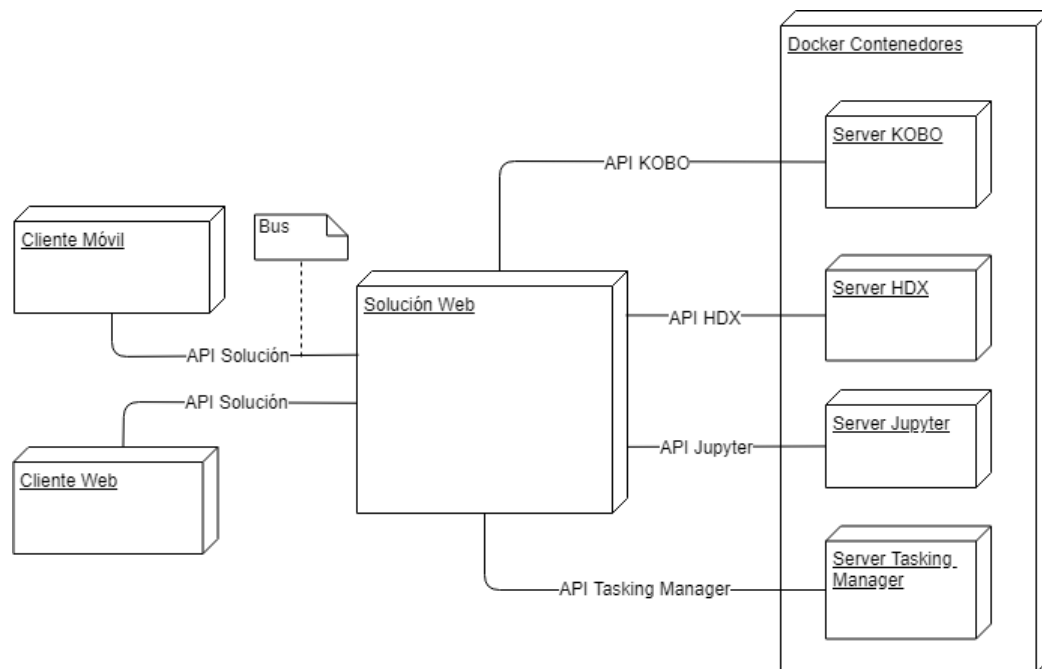 Docker Contenedores
Server KOBO
API KOBO
Bus
Cliente Móvil
Server HDX
Solución Web
API HDX
API Solución
API Solución
Server Jupyter
API Jupyter
Cliente Web
Server Tasking
Manager
API Tasking Manager